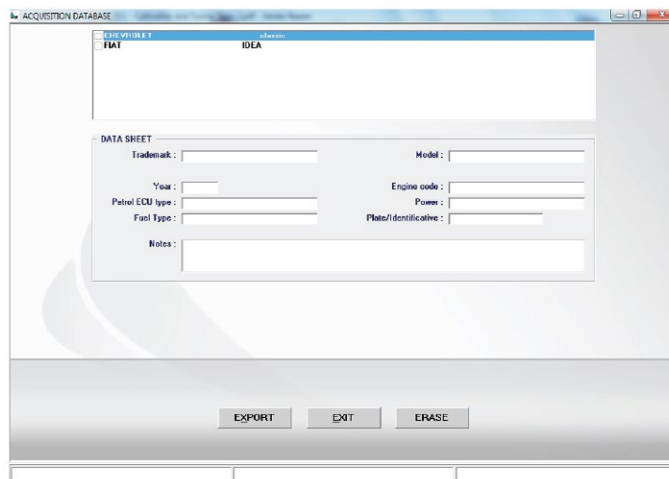 ACQUISITION DATABASE
CHEVROLET classic
FIAT IDEA
DATA SHEET
Trademark : Model :
Year : Engine code :
Petrol ECU type : Power :
Fuel Type : Plate/Identificative :
Notes :
EXPORT EXIT ERASE